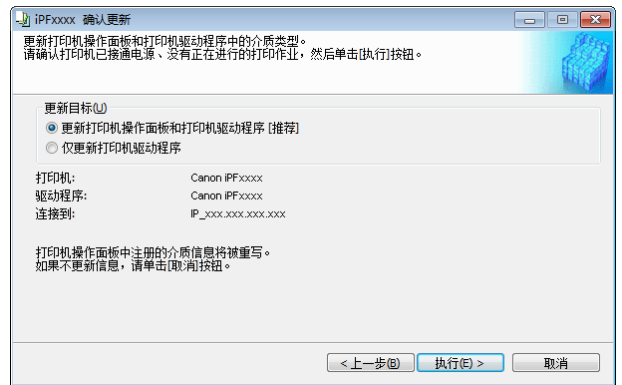 iPFxxxx 确认更新
更新打印机操作面板和打印机驱动程序中的介质类型。
请确认打印机已接通电源、没有正在进行的打印作业，然后单击[执行]按钮。
更新目标(U)
更新打印机操作面板和打印机驱动程序 [推荐]
仅更新打印机驱动程序
打印机: Canon iPFxxxx
驱动程序: Canon iPFxxxx
连接到: IP_xxx.xxx.xxx.xxx
打印机操作面板中注册的介质信息将被重写。
如果不更新信息，请单击[取消]按钮。
< 上一步(B) 执行(E) > 取消